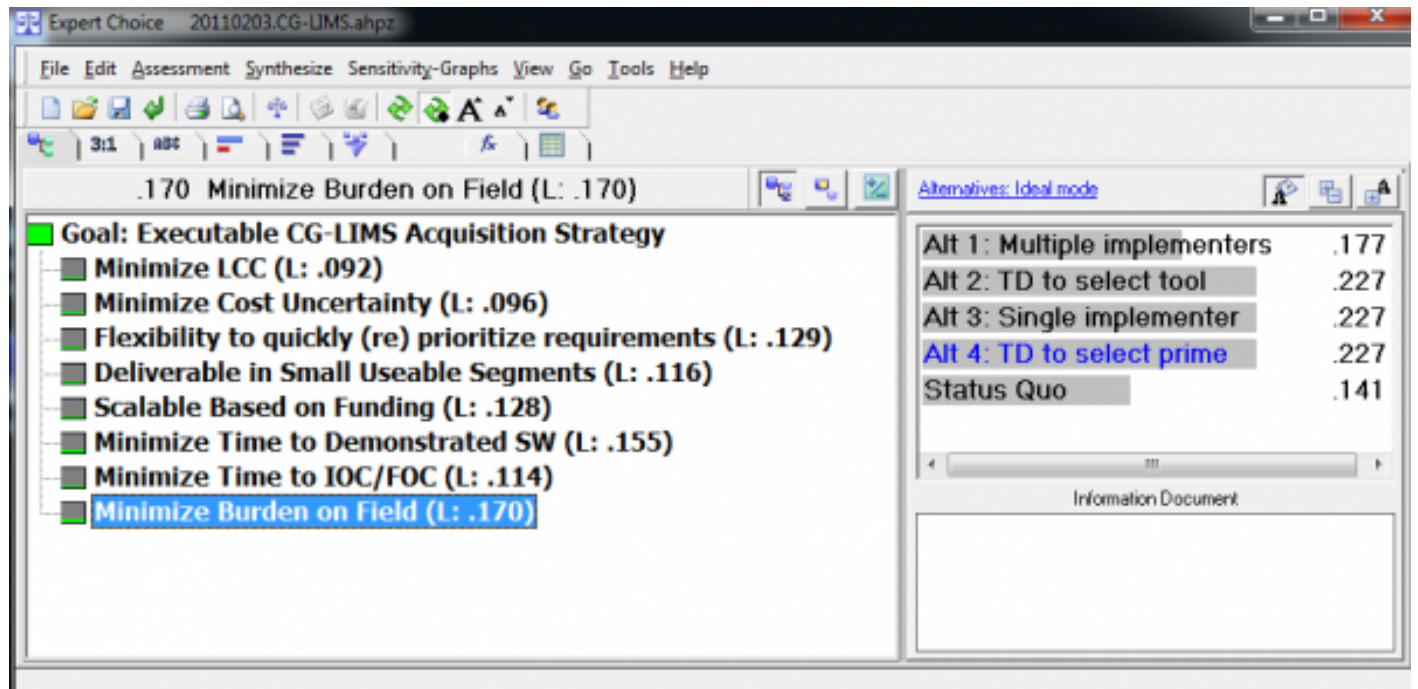 Expert Choice 20110203.CG-LIMS.ahpz
File Edit Assessment Synthesize Sensitivity-Graphs View Go Tools Help
3:1 ABC fx
.170 Minimize Burden on Field (L: .170)
Alternatives: Ideal mode
Goal: Executable CG-LIMS Acquisition Strategy
Minimize LCC (L: .092)
Minimize Cost Uncertainty (L: .096)
Flexibility to quickly (re) prioritize requirements (L: .129)
Deliverable in Small Useable Segments (L: .116)
Scalable Based on Funding (L: .128)
Minimize Time to Demonstrated SW (L: .155)
Minimize Time to IOC/FOC (L: .114)
Minimize Burden on Field (L: .170)
Alt 1: Multiple implementers .177
Alt 2: TD to select tool .227
Alt 3: Single implementer .227
Alt 4: TD to select prime .227
Status Quo .141
Information Document